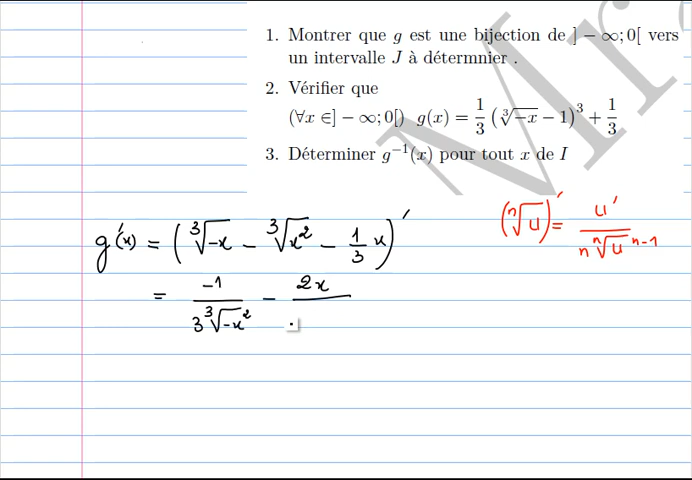 1. Montrer que g est une bijection de ]−∞;0[ vers
un intervalle J à détermnier .
2. Vérifier que
(∀x ∈]−∞;0[) g(x) = 1/3 (∛−x − 1)³ + 1/3
3. Déterminer g⁻¹(x) pour tout x de I
g'(x) = (∛−x − ∛x² − 1/3 x)'
(ⁿ√u)' = u' / n ⁿ√u ⁿ⁻¹
= −1 / 3 ∛−x² − 2x / .